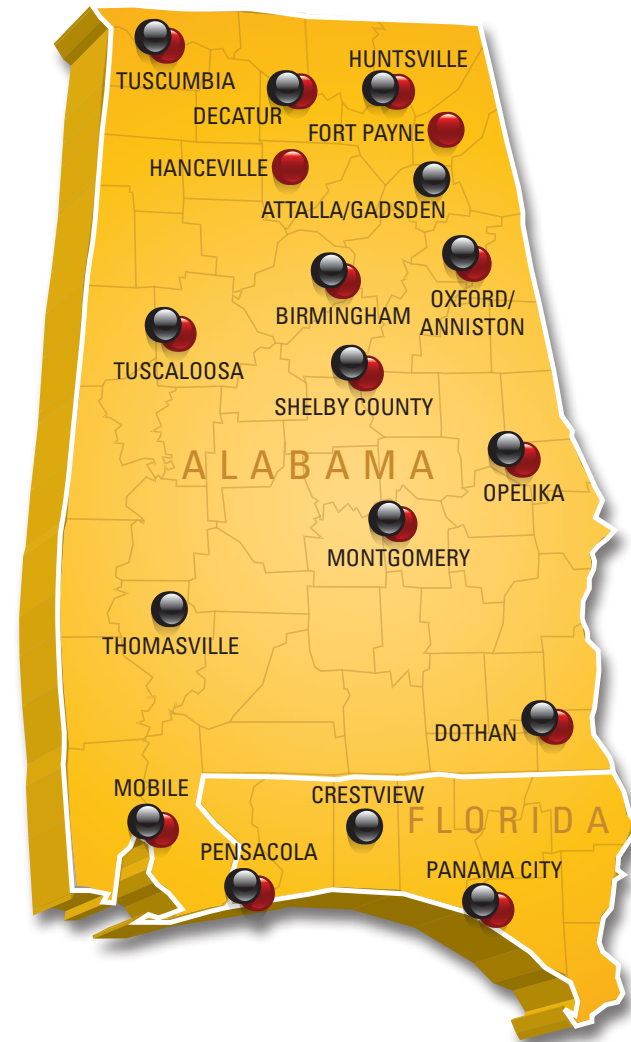 HUNTSVILLE
TUSCUMBIA
DECATUR
FORT PAYNE
HANCEVILLE
ATTALLA/GADSDEN
BIRMINGHAM
OXFORD/
ANNISTON
TUSCALOOSA
SHELBY COUNTY
ALABAMA
OPELIKA
MONTGOMERY
THOMASVILLE
DOTHAN
MOBILE
CRESTVIEW
FLORIDA
PENSACOLA
PANAMA CITY